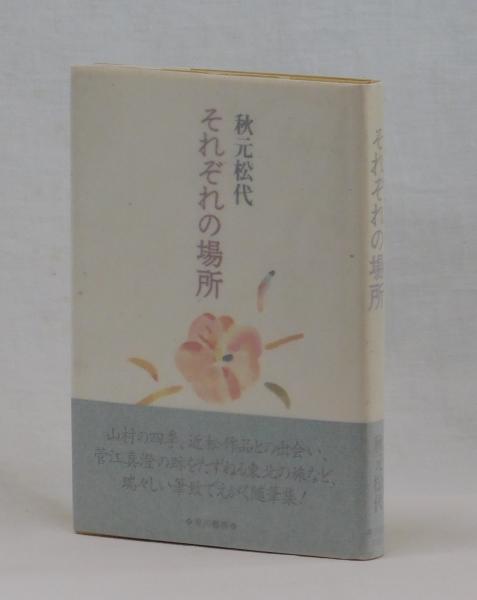 秋元松代
それぞれの場所
山村の四季、近松作品との出会い、
菅江真澄の跡をたずねる東北の旅など、
瑞々しい筆致でえがく随筆集!
それぞれの場所
秋元松代